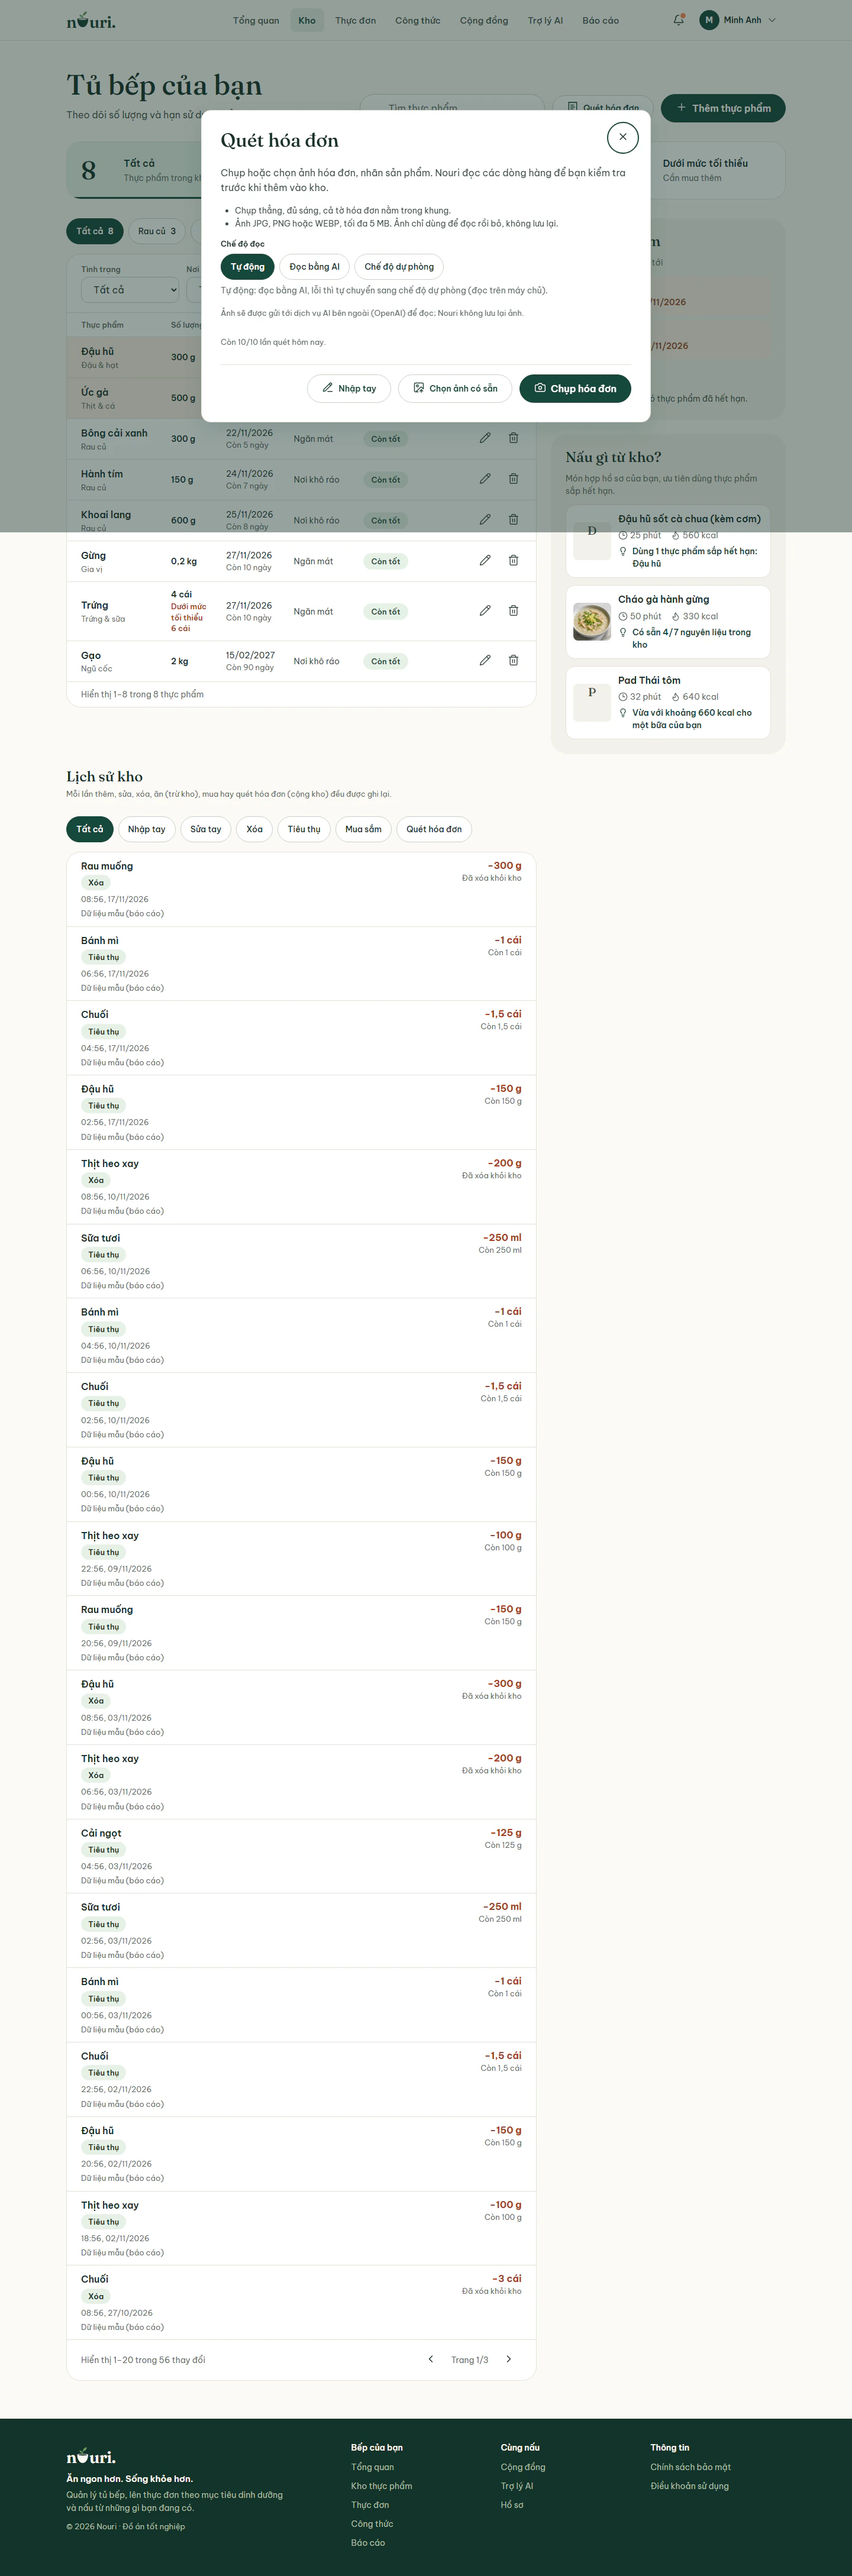 nouri.
Tổng quan
Kho
Thực đơn
Công thức
Cộng đồng
Trợ lý AI
Báo cáo
M
Minh Anh
Tủ bếp của bạn
Theo dõi số lượng và hạn sử
Tìm thực phẩm
Quét hóa đơn
Thêm thực phẩm
8
Tất cả
Thực phẩm trong
Dưới mức tối thiểu
Cần mua thêm
Quét hóa đơn
Chụp hoặc chọn ảnh hóa đơn, nhãn sản phẩm. Nouri đọc các dòng hàng để bạn kiểm tra
trước khi thêm vào kho.
Chụp thẳng, đủ sáng, cả tờ hóa đơn nằm trong khung.
Ảnh JPG, PNG hoặc WEBP, tối đa 5 MB. Ảnh chỉ dùng để đọc rồi bỏ, không lưu lại.
Chế độ đọc
Tự động
Đọc bằng AI
Chế độ dự phòng
Tự động: đọc bằng AI, lỗi thì tự chuyển sang chế độ dự phòng (đọc trên máy chủ).
Ảnh sẽ được gửi tới dịch vụ AI bên ngoài (OpenAI) để đọc; Nouri không lưu lại ảnh.
Còn 10/10 lần quét hôm nay.
Nhập tay
Chọn ảnh có sẵn
Chụp hóa đơn
Tất cả 8
Rau củ 3
Tình trạng
Nơi
Tất cả
Thực phẩm
Số lượng
Đậu hũ
Đậu & hạt
300 g
Ức gà
Thịt & cá
500 g
Bông cải xanh
Rau củ
300 g
22/11/2026
Còn 5 ngày
Ngăn mát
Còn tốt
Hành tím
Rau củ
150 g
24/11/2026
Còn 7 ngày
Nơi khô ráo
Còn tốt
Khoai lang
Rau củ
600 g
25/11/2026
Còn 8 ngày
Nơi khô ráo
Còn tốt
Gừng
Gia vị
0,2 kg
27/11/2026
Còn 10 ngày
Ngăn mát
Còn tốt
Trứng
Trứng & sữa
4 cái
Dưới mức
tối thiểu
6 cái
27/11/2026
Còn 10 ngày
Ngăn mát
Còn tốt
Gạo
Ngũ cốc
2 kg
15/02/2027
Còn 90 ngày
Nơi khô ráo
Còn tốt
Hiển thị 1–8 trong 8 thực phẩm
tới
/11/2026
/11/2026
thực phẩm đã hết hạn.
Nấu gì từ kho?
Món hợp hồ sơ của bạn, ưu tiên dùng thực phẩm
sắp hết hạn.
Đ
Đậu hũ sốt cà chua (kèm cơm)
25 phút 560 kcal
Dùng 1 thực phẩm sắp hết hạn:
Đậu hũ
Cháo gà hành gừng
50 phút 330 kcal
Có sẵn 4/7 nguyên liệu trong
kho
P
Pad Thái tôm
32 phút 640 kcal
Vừa với khoảng 660 kcal cho
một bữa của bạn
Lịch sử kho
Mỗi lần thêm, sửa, xóa, ăn (trừ kho), mua hay quét hóa đơn (cộng kho) đều được ghi lại.
Tất cả
Nhập tay
Sửa tay
Xóa
Tiêu thụ
Mua sắm
Quét hóa đơn
Rau muống
−300 g
Xóa
Đã xóa khỏi kho
08:56, 17/11/2026
Dữ liệu mẫu (báo cáo)
Bánh mì
−1 cái
Tiêu thụ
Còn 1 cái
06:56, 17/11/2026
Dữ liệu mẫu (báo cáo)
Chuối
−1,5 cái
Tiêu thụ
Còn 1,5 cái
04:56, 17/11/2026
Dữ liệu mẫu (báo cáo)
Đậu hũ
−150 g
Tiêu thụ
Còn 150 g
02:56, 17/11/2026
Dữ liệu mẫu (báo cáo)
Thịt heo xay
−200 g
Xóa
Đã xóa khỏi kho
08:56, 10/11/2026
Dữ liệu mẫu (báo cáo)
Sữa tươi
−250 ml
Tiêu thụ
Còn 250 ml
06:56, 10/11/2026
Dữ liệu mẫu (báo cáo)
Bánh mì
−1 cái
Tiêu thụ
Còn 1 cái
04:56, 10/11/2026
Dữ liệu mẫu (báo cáo)
Chuối
−1,5 cái
Tiêu thụ
Còn 1,5 cái
02:56, 10/11/2026
Dữ liệu mẫu (báo cáo)
Đậu hũ
−150 g
Tiêu thụ
Còn 150 g
00:56, 10/11/2026
Dữ liệu mẫu (báo cáo)
Thịt heo xay
−100 g
Tiêu thụ
Còn 100 g
22:56, 09/11/2026
Dữ liệu mẫu (báo cáo)
Rau muống
−150 g
Tiêu thụ
Còn 150 g
20:56, 09/11/2026
Dữ liệu mẫu (báo cáo)
Đậu hũ
−300 g
Xóa
Đã xóa khỏi kho
08:56, 03/11/2026
Dữ liệu mẫu (báo cáo)
Thịt heo xay
−200 g
Xóa
Đã xóa khỏi kho
06:56, 03/11/2026
Dữ liệu mẫu (báo cáo)
Cải ngọt
−125 g
Tiêu thụ
Còn 125 g
04:56, 03/11/2026
Dữ liệu mẫu (báo cáo)
Sữa tươi
−250 ml
Tiêu thụ
Còn 250 ml
02:56, 03/11/2026
Dữ liệu mẫu (báo cáo)
Bánh mì
−1 cái
Tiêu thụ
Còn 1 cái
00:56, 03/11/2026
Dữ liệu mẫu (báo cáo)
Chuối
−1,5 cái
Tiêu thụ
Còn 1,5 cái
22:56, 02/11/2026
Dữ liệu mẫu (báo cáo)
Đậu hũ
−150 g
Tiêu thụ
Còn 150 g
20:56, 02/11/2026
Dữ liệu mẫu (báo cáo)
Thịt heo xay
−100 g
Tiêu thụ
Còn 100 g
18:56, 02/11/2026
Dữ liệu mẫu (báo cáo)
Chuối
−3 cái
Xóa
Đã xóa khỏi kho
08:56, 27/10/2026
Dữ liệu mẫu (báo cáo)
Hiển thị 1–20 trong 56 thay đổi
Trang 1/3
nouri.
Ăn ngon hơn. Sống khỏe hơn.
Quản lý tủ bếp, lên thực đơn theo mục tiêu dinh dưỡng
và nấu từ những gì bạn đang có.
© 2026 Nouri · Đồ án tốt nghiệp
Bếp của bạn
Tổng quan
Kho thực phẩm
Thực đơn
Công thức
Báo cáo
Cùng nấu
Cộng đồng
Trợ lý AI
Hồ sơ
Thông tin
Chính sách bảo mật
Điều khoản sử dụng